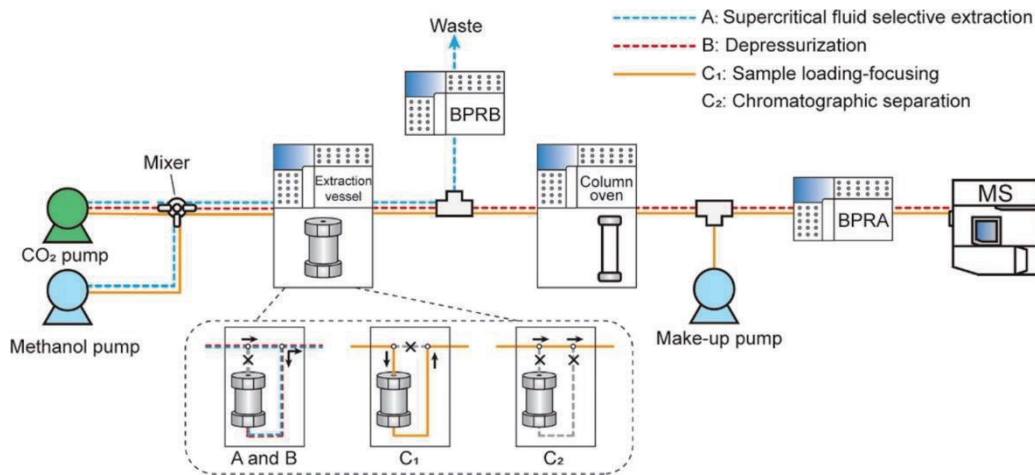 Waste
A: Supercritical fluid selective extraction
B: Depressurization
C₁: Sample loading-focusing
C₂: Chromatographic separation
BPRB
Mixer
Extraction
vessel
Column
oven
MS
BPRA
CO₂ pump
Methanol pump
Make-up pump
A and B
C₁
C₂